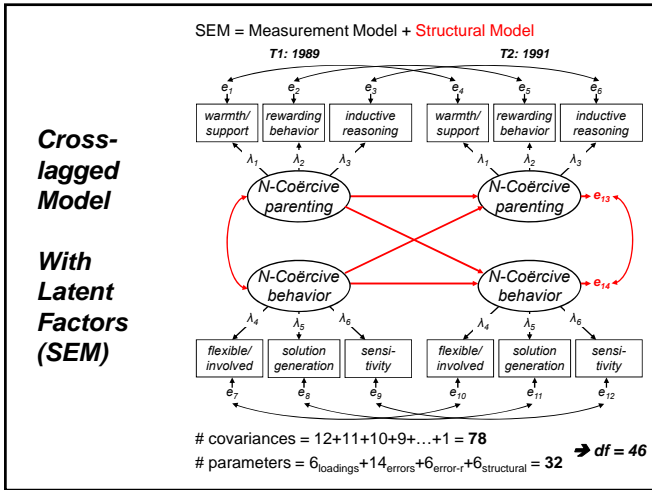 SEM = Measurement Model + Structural Model
T1: 1989 T2: 1991
e1 e2 e3 e4 e5 e6
warmth/ support
rewarding behavior
inductive reasoning
warmth/ support
rewarding behavior
inductive reasoning
λ1 λ2 λ3 λ1 λ2 λ3
Cross-
lagged
Model
With
Latent
Factors
(SEM)
N-Coërcive
parenting
N-Coërcive
parenting
e13
N-Coërcive
behavior
N-Coërcive
behavior
e14
λ4 λ5 λ6 λ4 λ5 λ6
flexible/ involved
solution generation
sensi- tivity
flexible/ involved
solution generation
sensi- tivity
e7 e8 e9 e10 e11 e12
# covariances = 12+11+10+9+…+1 = 78
# parameters = 6loadings+14errors+6error-r+6structural = 32
➔ df = 46